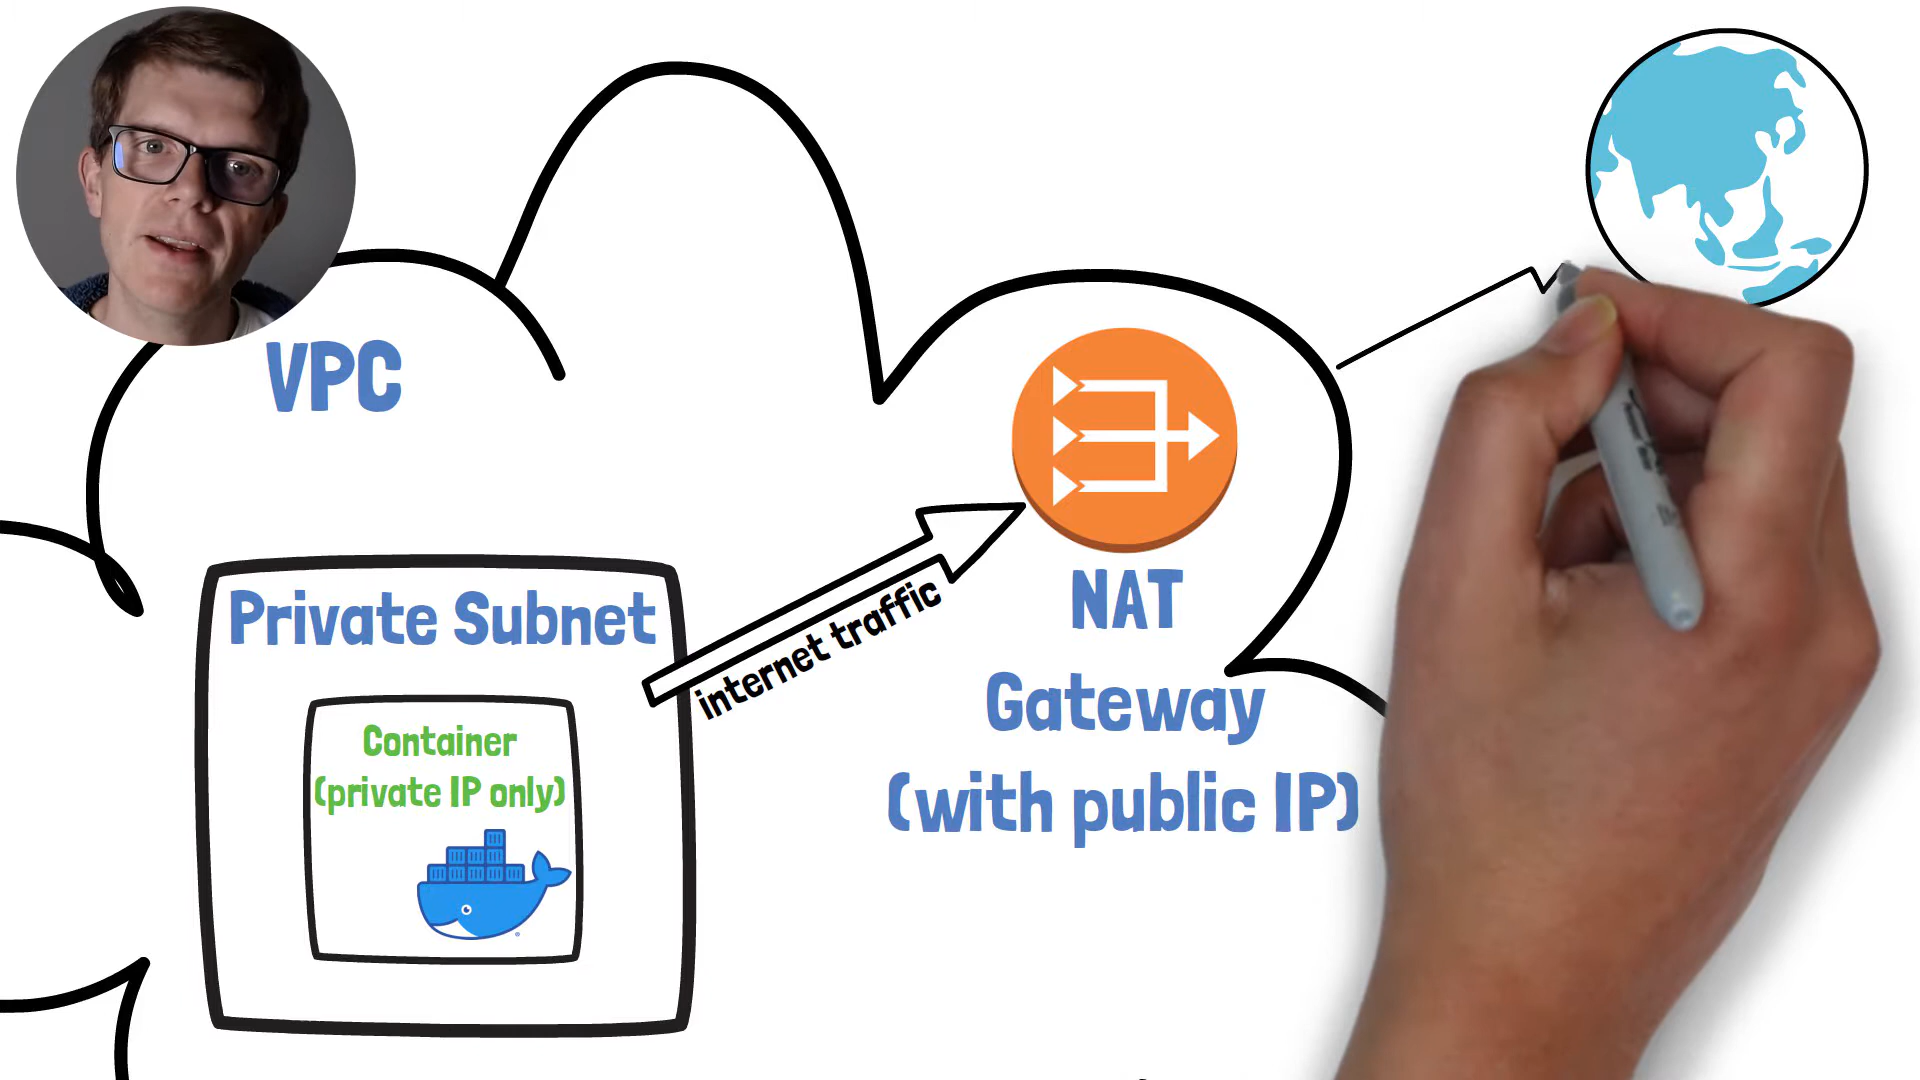 VPC
Private Subnet
Container
(private IP only)
internet traffic
NAT
Gateway
(with public IP)